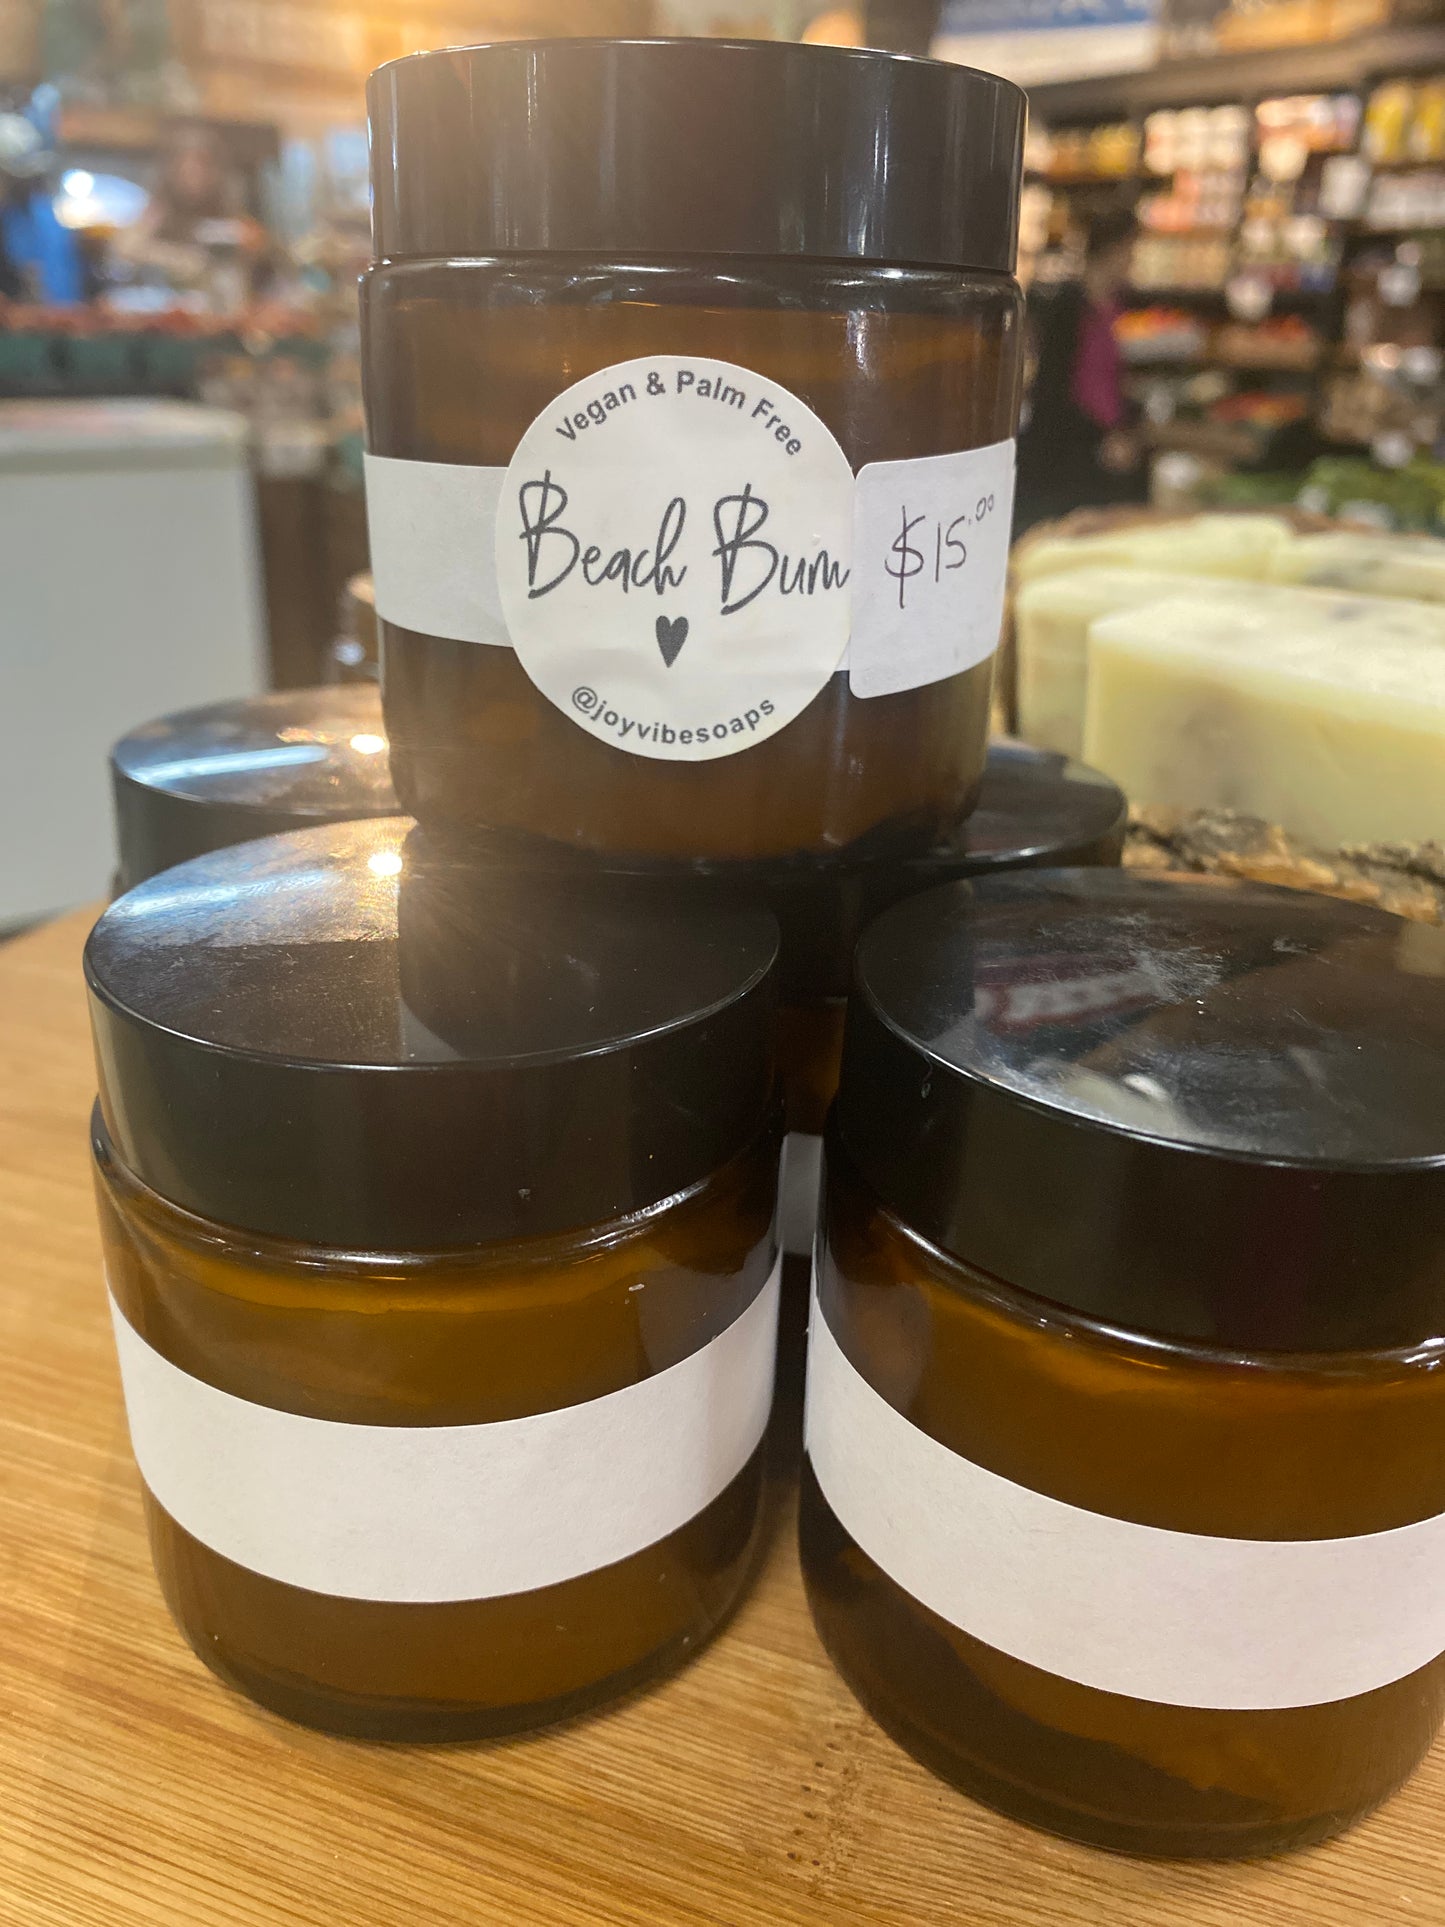 Vegan & Palm Free
Beach Bum
@joyvibesoaps
$15.00